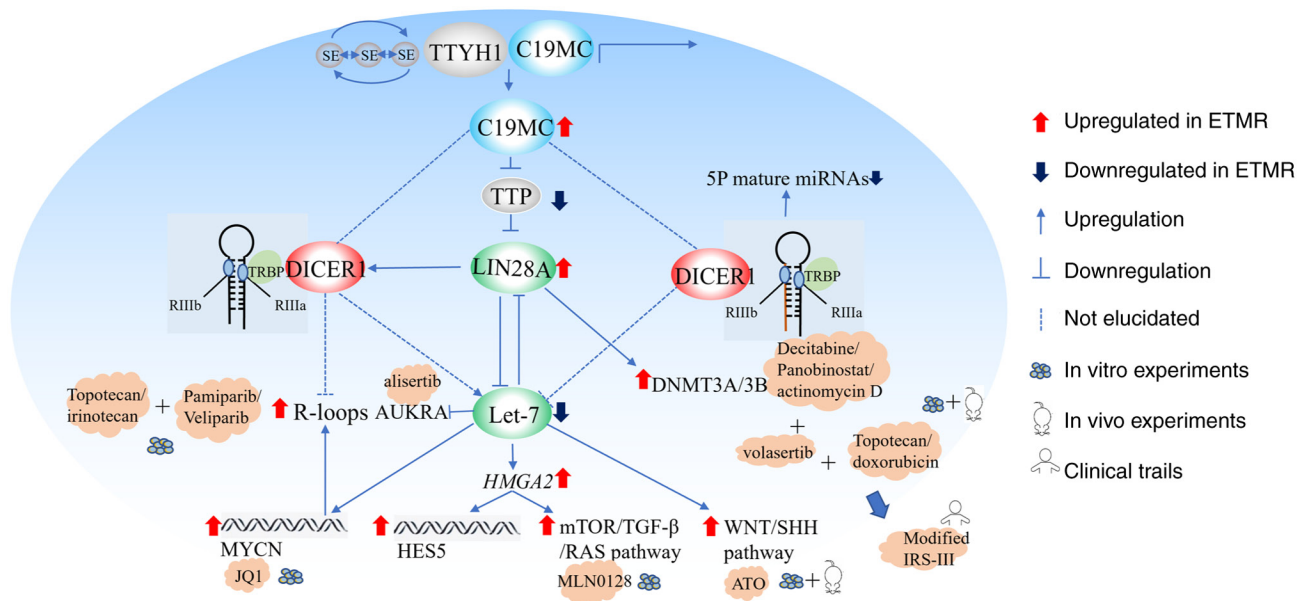 SE
SE
SE
TTYH1
C19MC
C19MC
TTP
5P mature miRNAs
TRBP
DICER1
RIIIb
RIIIa
LIN28A
DICER1
TRBP
RIIIb
RIIIa
Decitabine/
Panobinostat/
actinomycin D
DNMT3A/3B
alisertib
AUKRA
Let-7
Topotecan/
irinotecan
+
Pamiparib/
Veliparib
R-loops
+
+
volasertib
+
Topotecan/
doxorubicin
HMGA2
MYCN
JQ1
HES5
mTOR/TGF-β
/RAS pathway
MLN0128
WNT/SHH
pathway
ATO
+
Modified
IRS-III
Upregulated in ETMR
Downregulated in ETMR
Upregulation
Downregulation
Not elucidated
In vitro experiments
In vivo experiments
Clinical trails